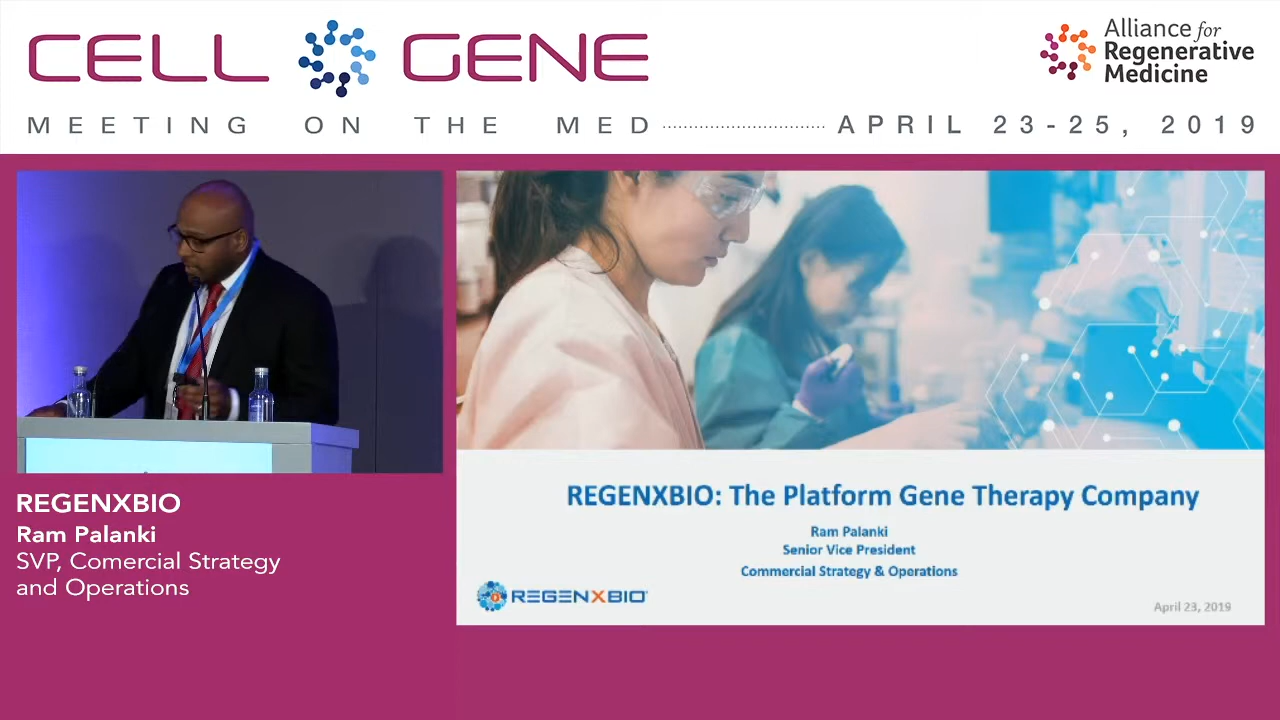 CELL GENE
Alliance for
Regenerative
Medicine
MEETING ON THE MED
APRIL 23-25, 2019
REGENXBIO
Ram Palanki
SVP, Comercial Strategy
and Operations
REGENXBIO: The Platform Gene Therapy Company
Ram Palanki
Senior Vice President
Commercial Strategy & Operations
REGENXBIO
April 23, 2019